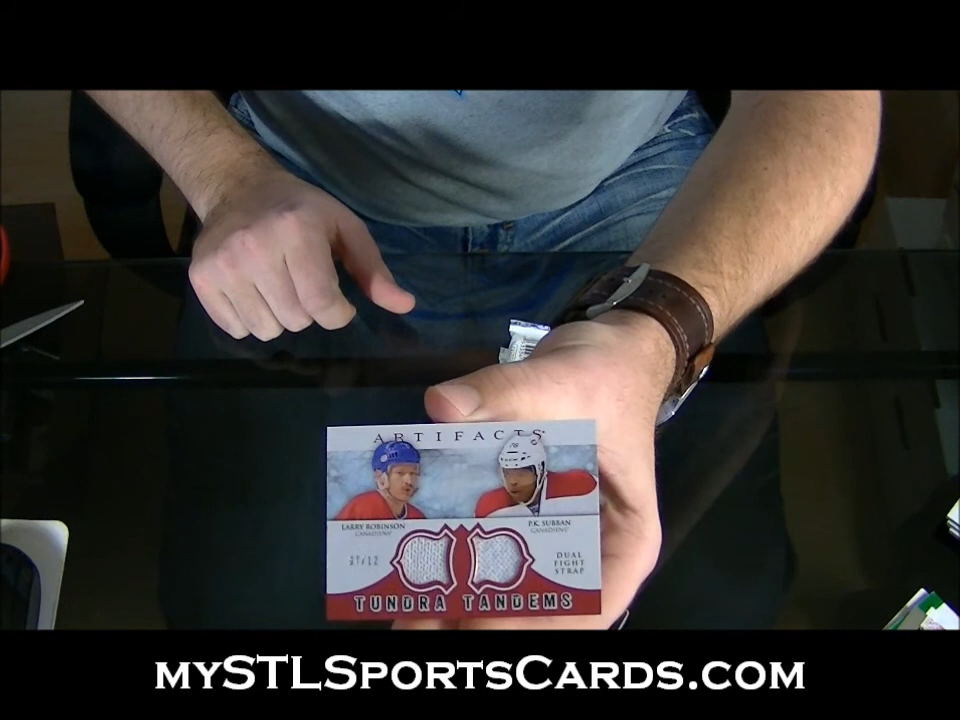 ARTIFACTS
LARRY ROBINSON
CANADIENS
P.K. SUBBAN
CANADIENS
DUAL
FIGHT
STRAP
TUNDRA TANDEMS
MYSTLSPORTSCARDS.COM